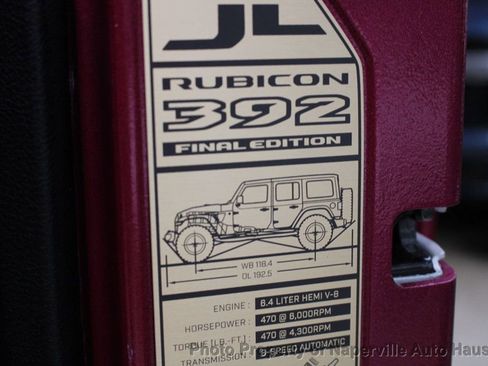 JL
RUBICON
392
FINAL EDITION
WB 118.4
OL 192.5
ENGINE : 6.4 LITER HEMI V-8
HORSEPOWER : 470 @ 6,000RPM
TORQUE (LB.-FT.) : 470 @ 4,300RPM
TRANSMISSION : 8-SPEED AUTOMATIC
Photo Property of Naperville Auto Haus